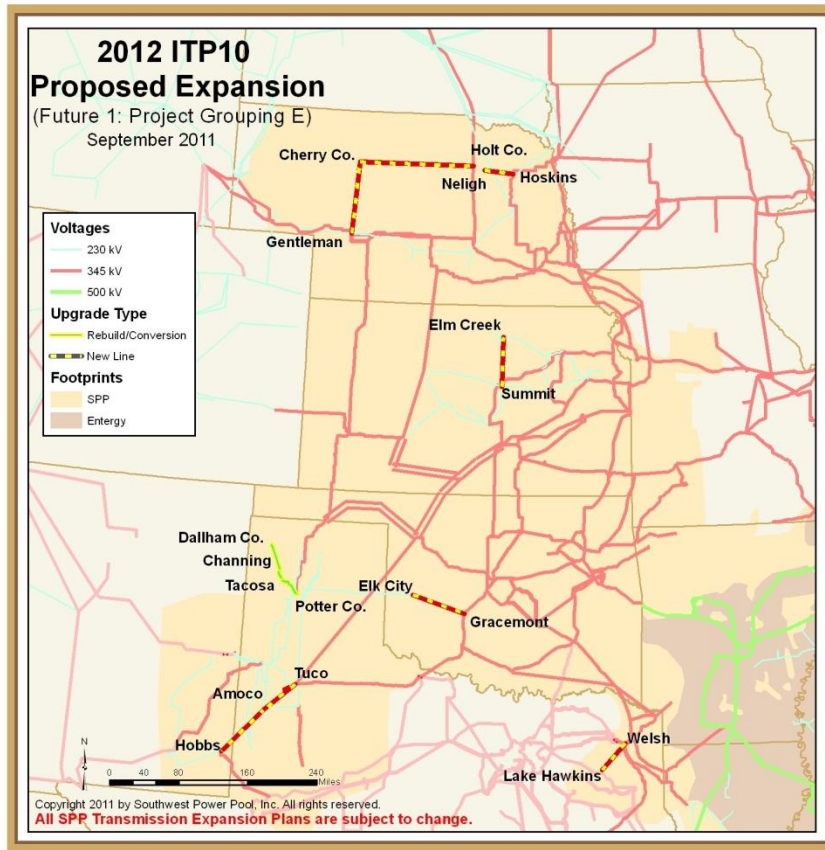 2012 ITP10
Proposed Expansion
(Future 1: Project Grouping E)
September 2011
Cherry Co.
Holt Co.
Neligh
Hoskins
Gentleman
Voltages
230 kV
345 kV
500 kV
Upgrade Type
Rebuild/Conversion
New Line
Footprints
SPP
Entergy
Elm Creek
Summit
Dallham Co.
Channing
Tacosa
Potter Co.
Elk City
Gracemont
Tuco
Amoco
Hobbs
Welsh
Lake Hawkins
N
0 40 80 160 240
Miles
Copyright 2011 by Southwest Power Pool, Inc. All rights reserved.
All SPP Transmission Expansion Plans are subject to change.